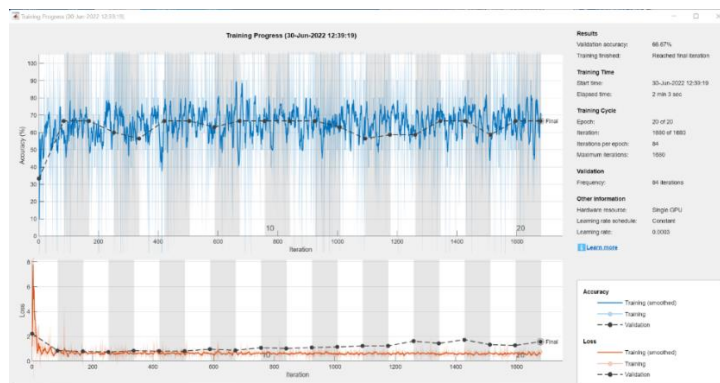 Training Progress (30-Jun-2022 12:39:19)
Training Progress (30-Jun-2022 12:39:19)
100
90
80
70
60
50
40
30
20
10
0
Accuracy (%)
Final
10
20
0
200
400
600
800
1000
1200
1400
1600
Iteration
8
6
4
2
0
Loss
Final
10
20
0
200
400
600
800
1000
1200
1400
1600
Iteration
Results
Validation accuracy: 66.67%
Training finished: Reached final iteration
Training Time
Start time: 30-Jun-2022 12:39:19
Elapsed time: 2 min 3 sec
Training Cycle
Epoch: 20 of 20
Iteration:
Iterations per epoch: 84
Maximum iterations:
Validation
Frequency: 84 iterations
Other Information
Hardware resource: Single GPU
Learning rate schedule: Constant
Learning rate: 0.0003
Learn more
Accuracy
Training (smoothed)
Training
Validation
Loss
Training (smoothed)
Training
Validation